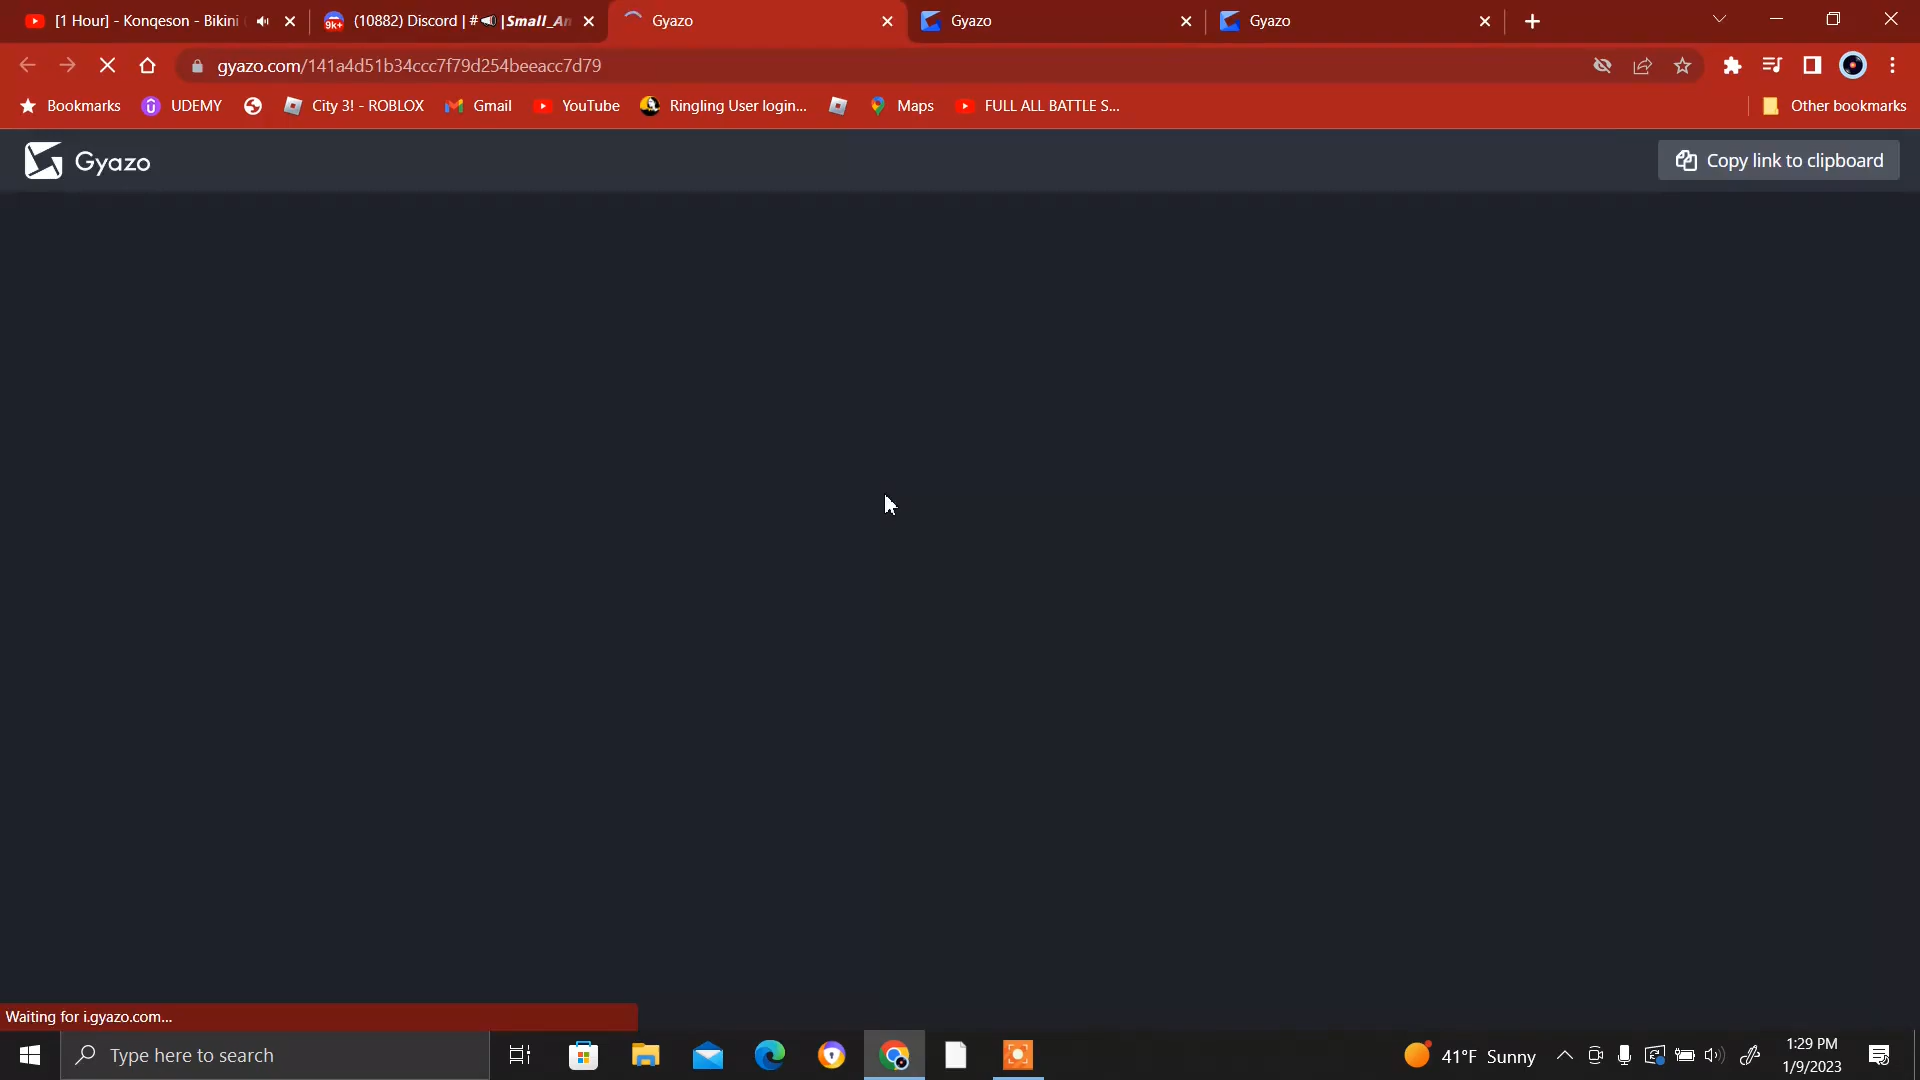 [1 Hour] - Konqeson - Bikini
(10882) Discord | # | Small_An
Gyazo
Gyazo
Gyazo
gyazo.com/141a4d51b34ccc7f79d254beeacc7d79
Bookmarks
UDEMY
City 3! - ROBLOX
Gmail
YouTube
Ringling User login...
Maps
FULL ALL BATTLE S...
Other bookmarks
Gyazo
Copy link to clipboard
Waiting for i.gyazo.com...
Type here to search
41°F Sunny
1:29 PM
1/9/2023